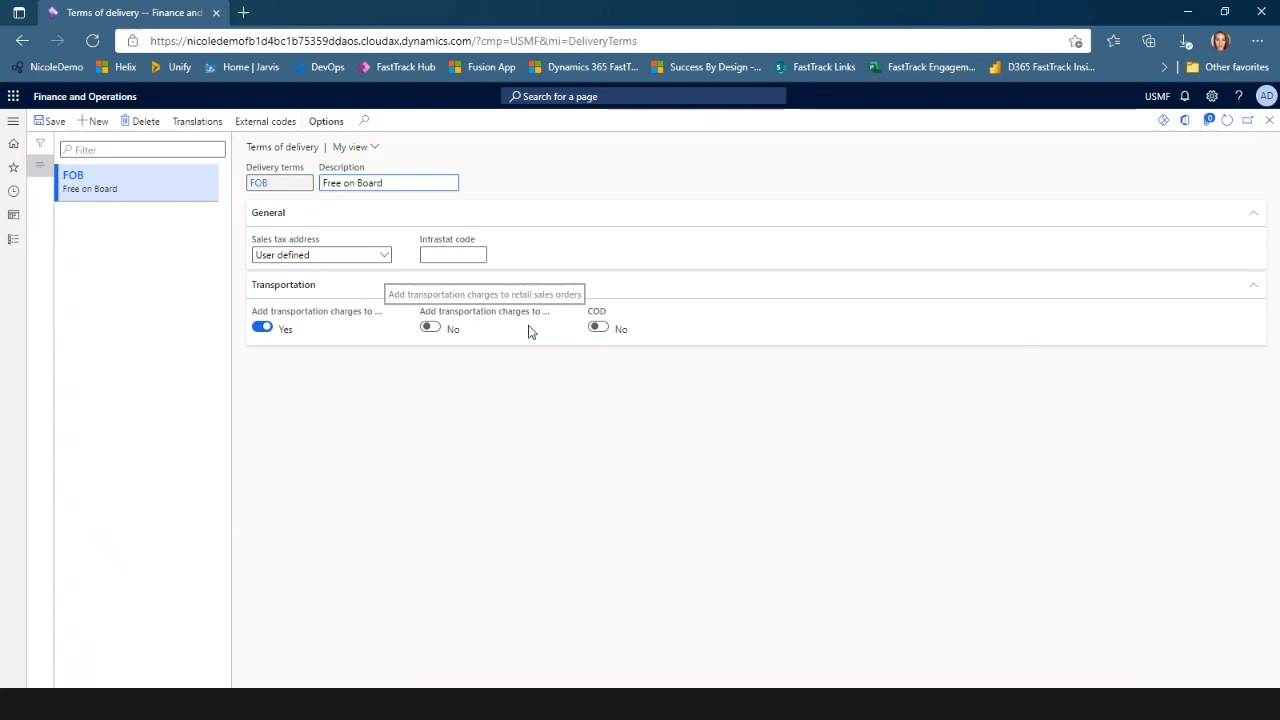 Terms of delivery -- Finance and
https://nicoledemofb1d4bc1b75359ddaos.cloudax.dynamics.com/?cmp=USMF&mi=DeliveryTerms
NicoleDemo Helix Unify Home | Jarvis DevOps FastTrack Hub Fusion App Dynamics 365 FastT... Success By Design -... FastTrack Links FastTrack Engagem... D365 FastTrack Insi... Other favorites
Finance and Operations Search for a page USMF ? AD
Save New Delete Translations External codes Options 0
Filter
FOB
Free on Board
Terms of delivery | My view
Delivery terms Description
FOB Free on Board
General
Sales tax address Intrastat code
User defined
Transportation
Add transportation charges to retail sales orders
Add transportation charges to ... Add transportation charges to ... COD
Yes No No